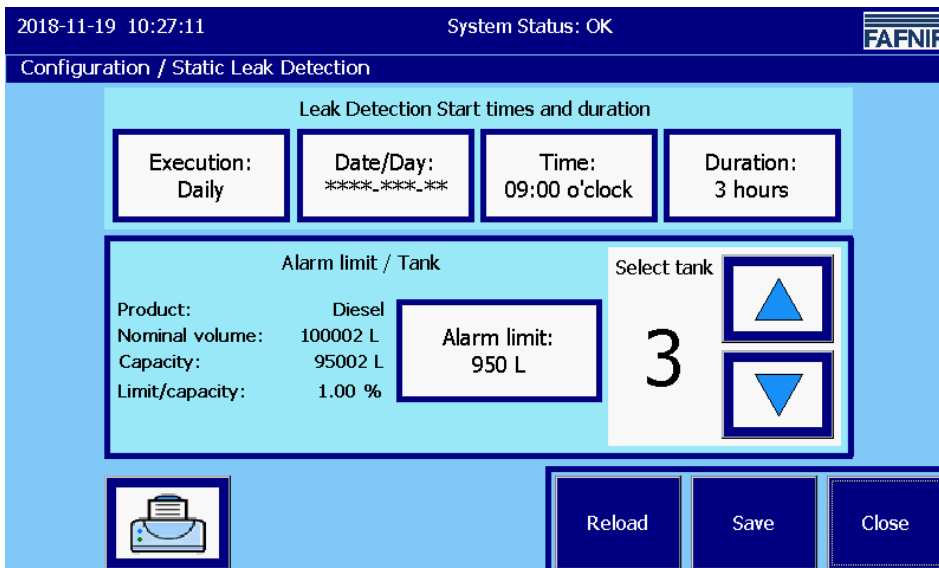 2018-11-19 10:27:11 System Status: OK
FAFNIR
Configuration / Static Leak Detection
Leak Detection Start times and duration
Execution:
Daily
Date/Day:
****-***-**
Time:
09:00 o'clock
Duration:
3 hours
Alarm limit / Tank
Product: Diesel
Nominal volume: 100002 L
Capacity: 95002 L
Limit/capacity: 1.00 %
Alarm limit:
950 L
Select tank
3
Reload
Save
Close